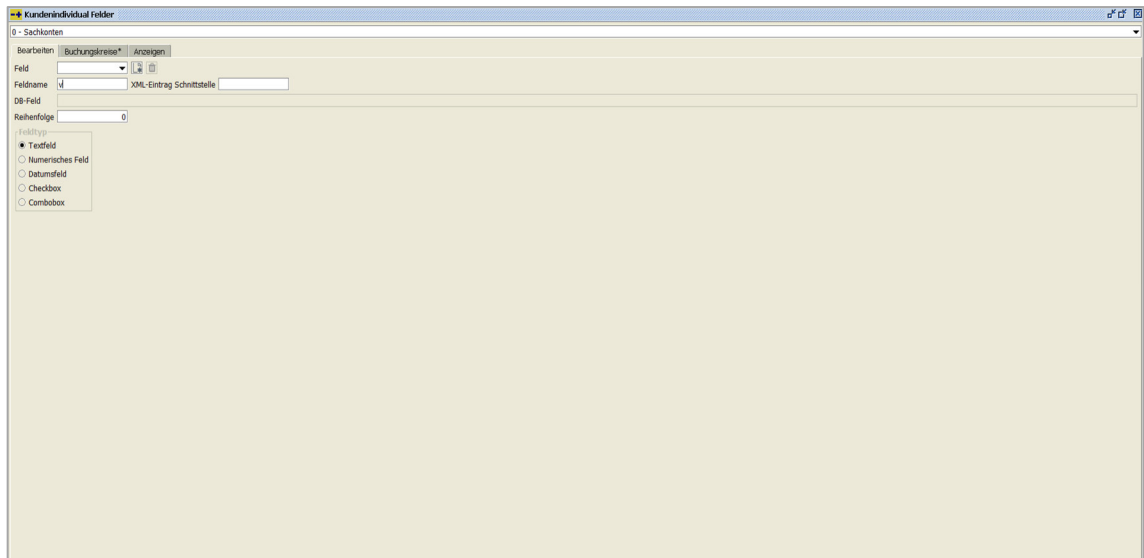 Kundenindividual Felder
0 - Sachkonten
Bearbeiten Buchungskreise* Anzeigen
Feld
Feldname v XML-Eintrag Schnittstelle
DB-Feld
Reihenfolge 0
Feldtyp
Textfeld
Numerisches Feld
Datumsfeld
Checkbox
Combobox